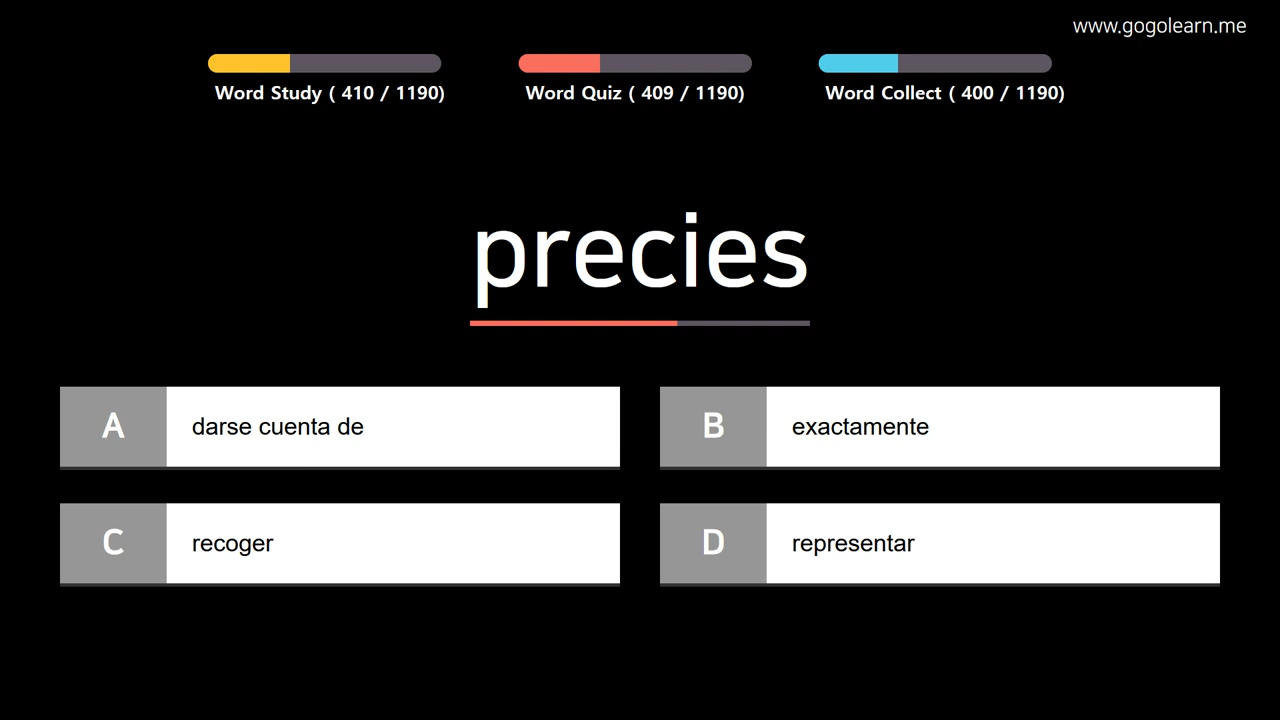 www.gogolearn.me
Word Study ( 410 / 1190)
Word Quiz ( 409 / 1190)
Word Collect ( 400 / 1190)
precies
A darse cuenta de
B exactamente
C recoger
D representar